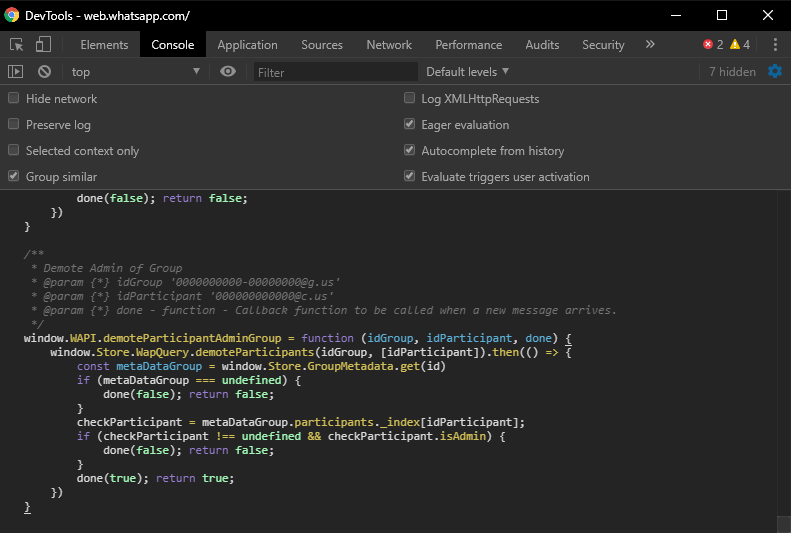 DevTools - web.whatsapp.com/
Elements Console Application Sources Network Performance Audits Security » 2 4
top Filter Default levels 7 hidden
Hide network Log XMLHttpRequests
Preserve log Eager evaluation
Selected context only Autocomplete from history
Group similar Evaluate triggers user activation
done(false); return false;
})
}
/**
* Demote Admin of Group
* @param {*} idGroup '0000000000-00000000@g.us'
* @param {*} idParticipant '000000000000@c.us'
* @param {*} done - function - Callback function to be called when a new message arrives.
*/
window.WAPI.demoteParticipantAdminGroup = function (idGroup, idParticipant, done) {
window.Store.WapQuery.demoteParticipants(idGroup, [idParticipant]).then(() => {
const metaDataGroup = window.Store.GroupMetadata.get(id)
if (metaDataGroup === undefined) {
done(false); return false;
}
checkParticipant = metaDataGroup.participants._index[idParticipant];
if (checkParticipant !== undefined && checkParticipant.isAdmin) {
done(false); return false;
}
done(true); return true;
})
}